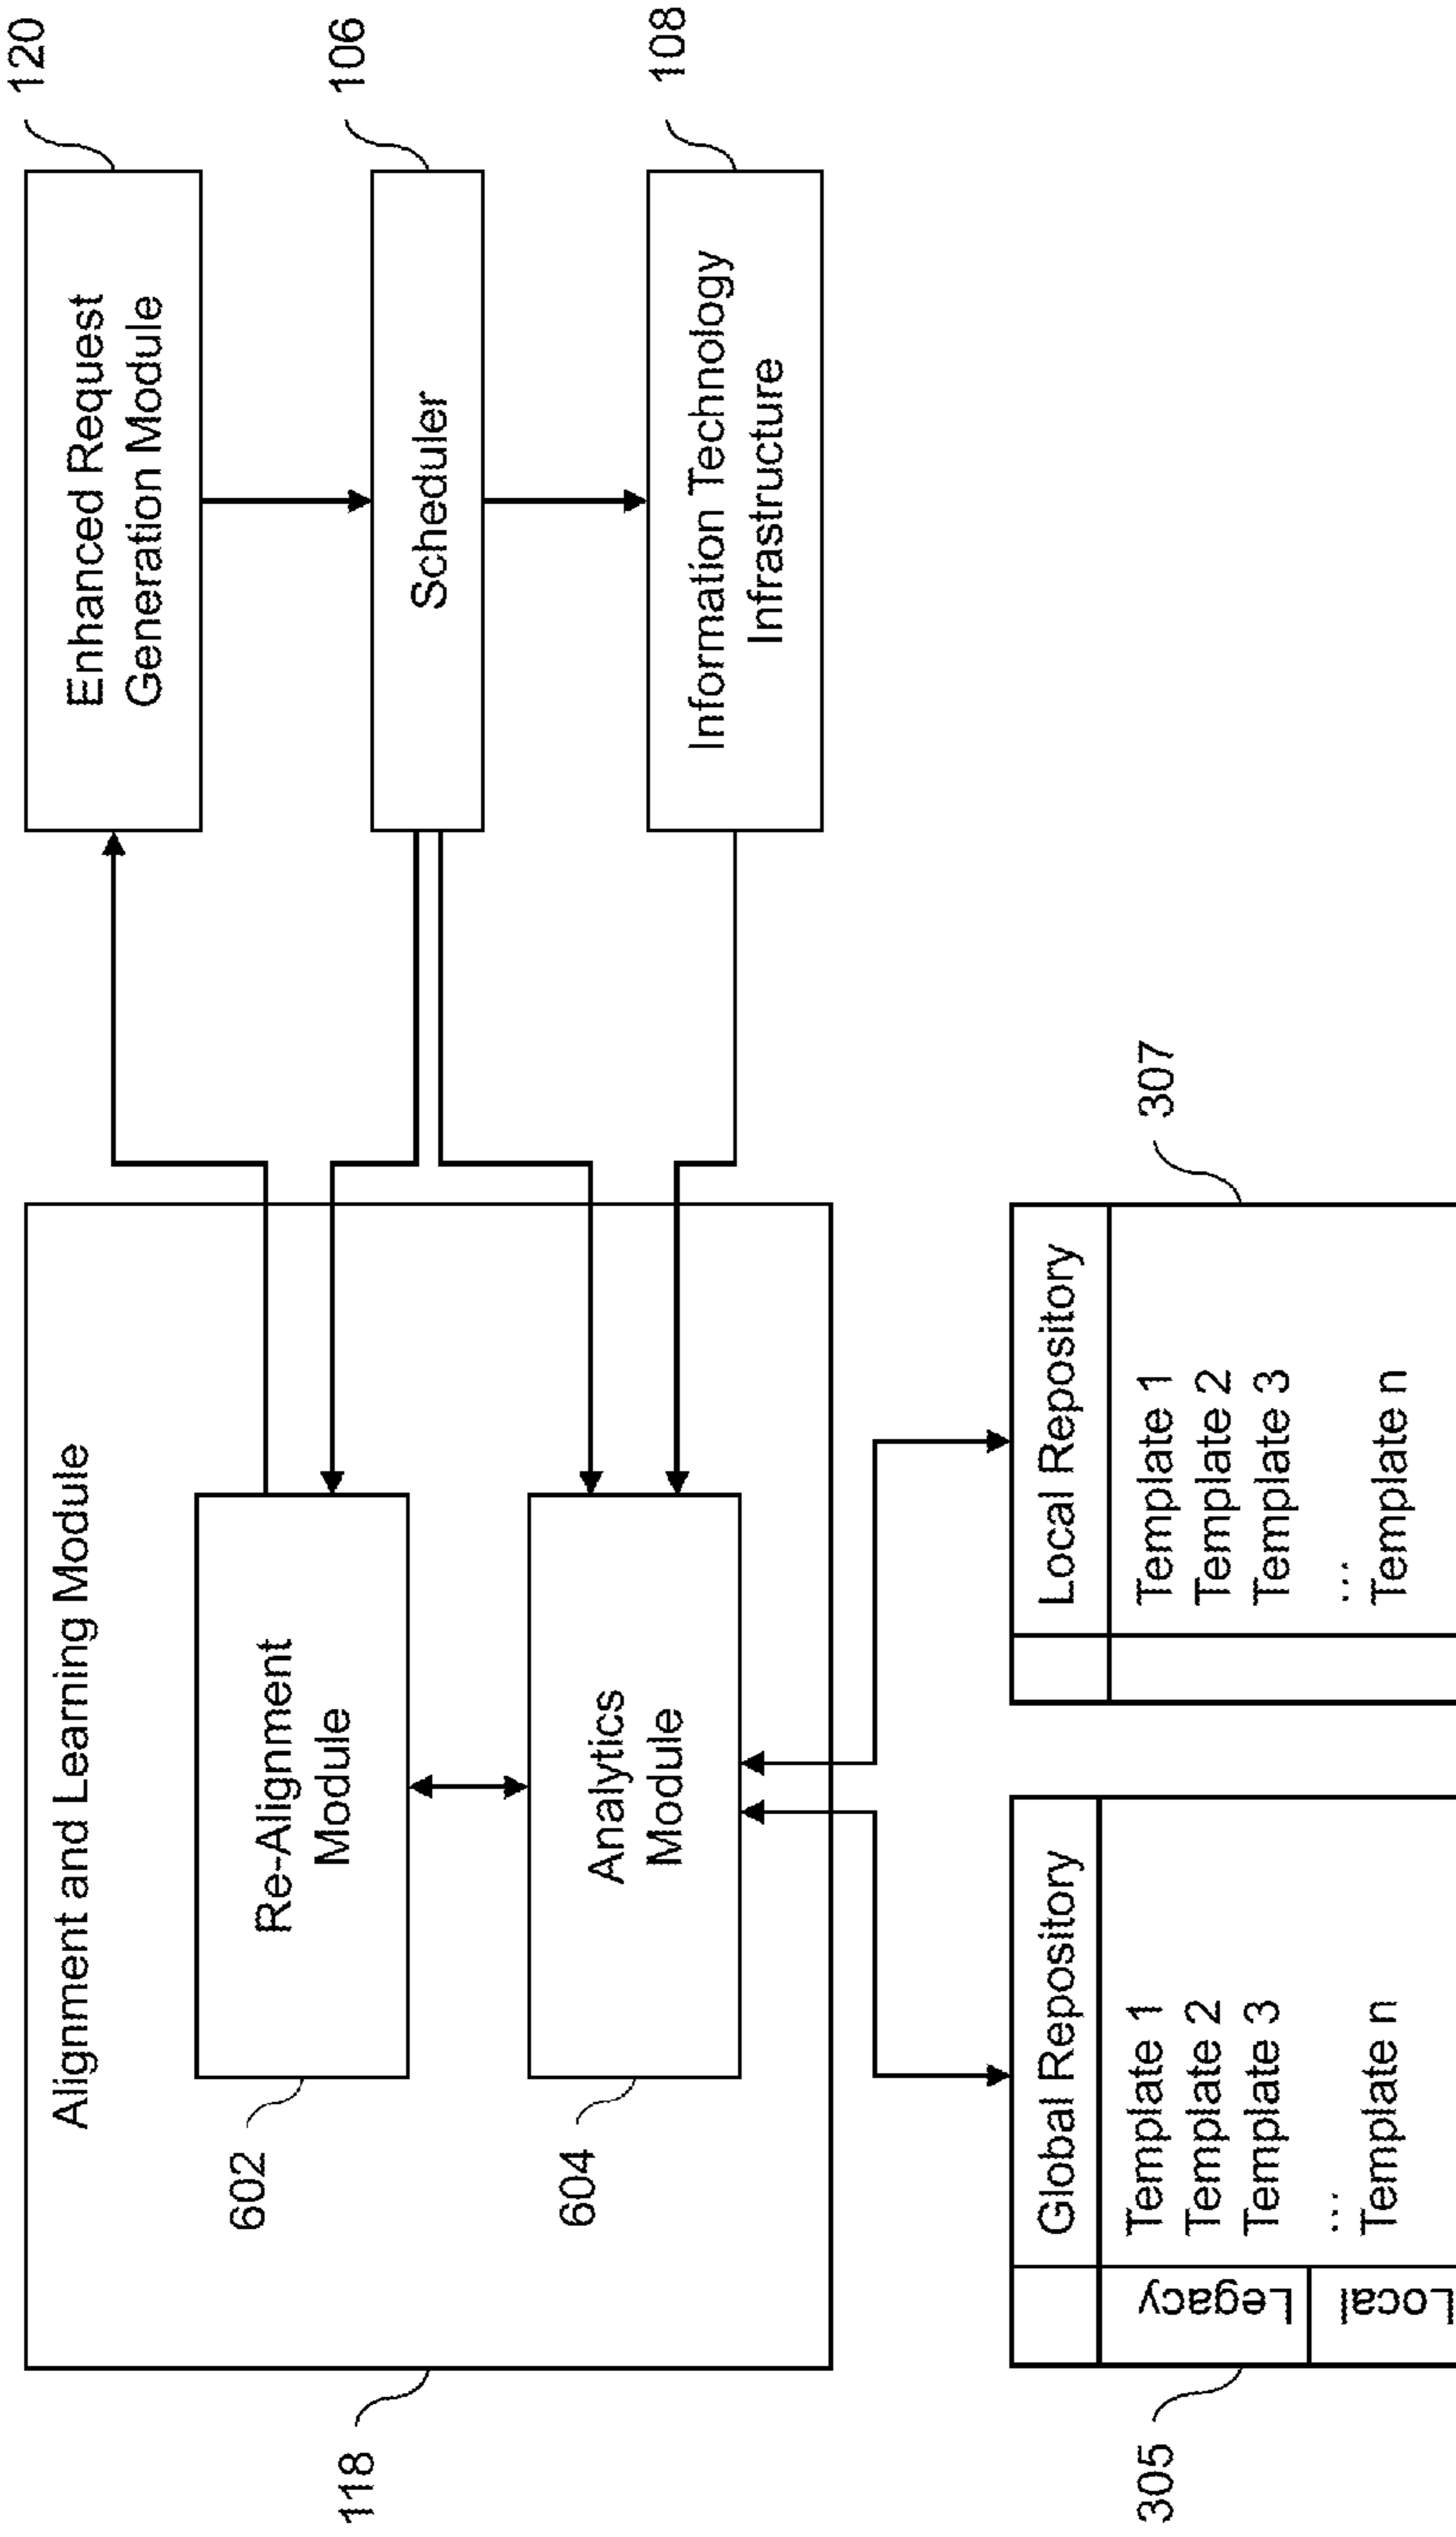 Alignment and Learning Module
118
602
Re-Alignment
Module
604
Analytics
Module
Enhanced Request
Generation Module
120
Scheduler
106
Information Technology
Infrastructure
108
305
Global Repository
Legacy
Template 1
Template 2
Template 3
...
Local
Template n
Local Repository
307
Template 1
Template 2
Template 3
...
Template n